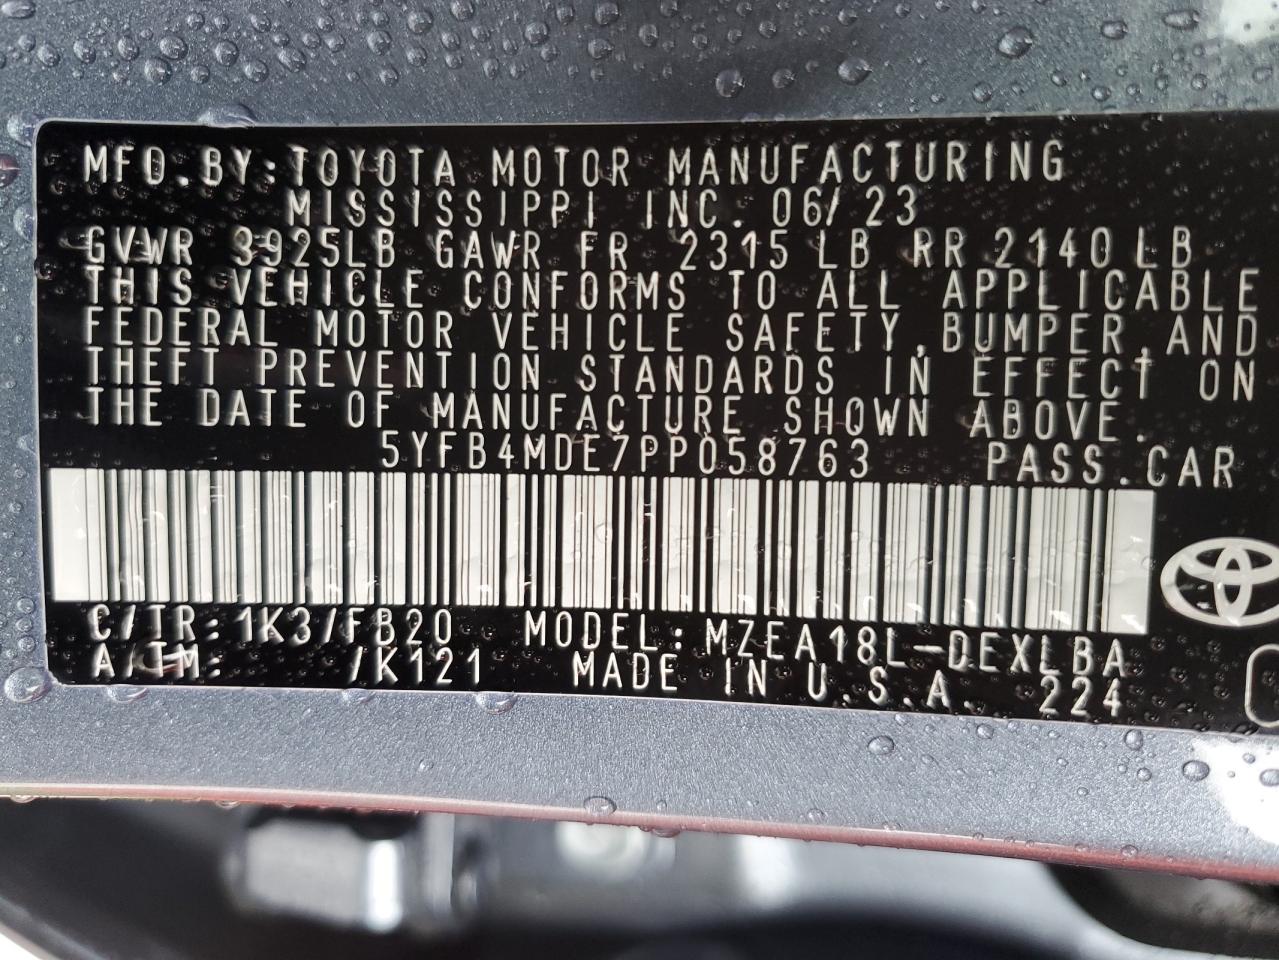 MFD. BY: TOYOTA MOTOR MANUFACTURING
MISSISSIPPI INC. 06/23
GVWR 3925LB GAWR FR 2315 LB RR 2140 LB
THIS VEHICLE CONFORMS TO ALL APPLICABLE
FEDERAL MOTOR VEHICLE SAFETY, BUMPER, AND
THEFT PREVENTION STANDARDS IN EFFECT ON
THE DATE OF MANUFACTURE SHOWN ABOVE.
5YFB4MDE7PP058763 PASS. CAR
C/TR: 1K3/FB20 MODEL: MZEA18L-DEXLBA
A/TM: /K121 MADE IN U.S.A. 224